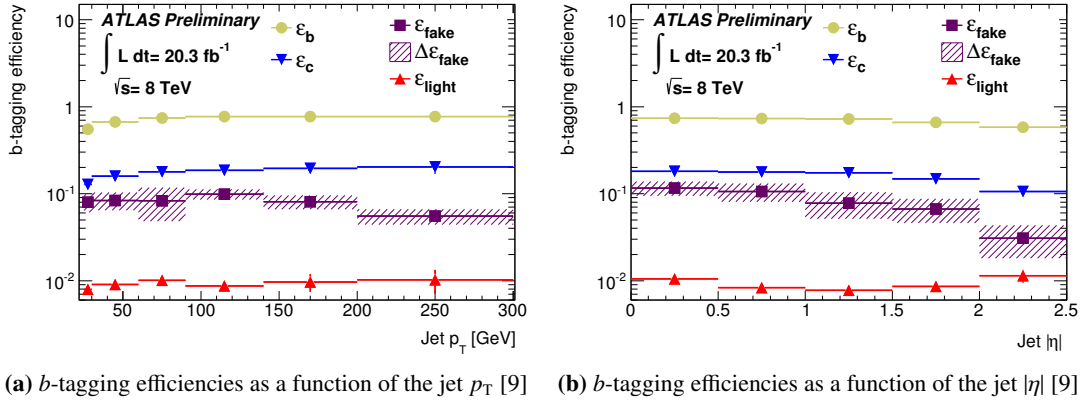 ATLAS Preliminary
∫ L dt= 20.3 fb⁻¹
√s= 8 TeV
ε_b
ε_c
ε_fake
Δε_fake
ε_light
b-tagging efficiency
10
1
10⁻¹
10⁻²
50 100 150 200 250 300
Jet p_T [GeV]
(a) b-tagging efficiencies as a function of the jet p_T [9]
ATLAS Preliminary
∫ L dt= 20.3 fb⁻¹
√s= 8 TeV
ε_b
ε_c
ε_fake
Δε_fake
ε_light
b-tagging efficiency
10
1
10⁻¹
10⁻²
0 0.5 1 1.5 2 2.5
Jet |η|
(b) b-tagging efficiencies as a function of the jet |η| [9]